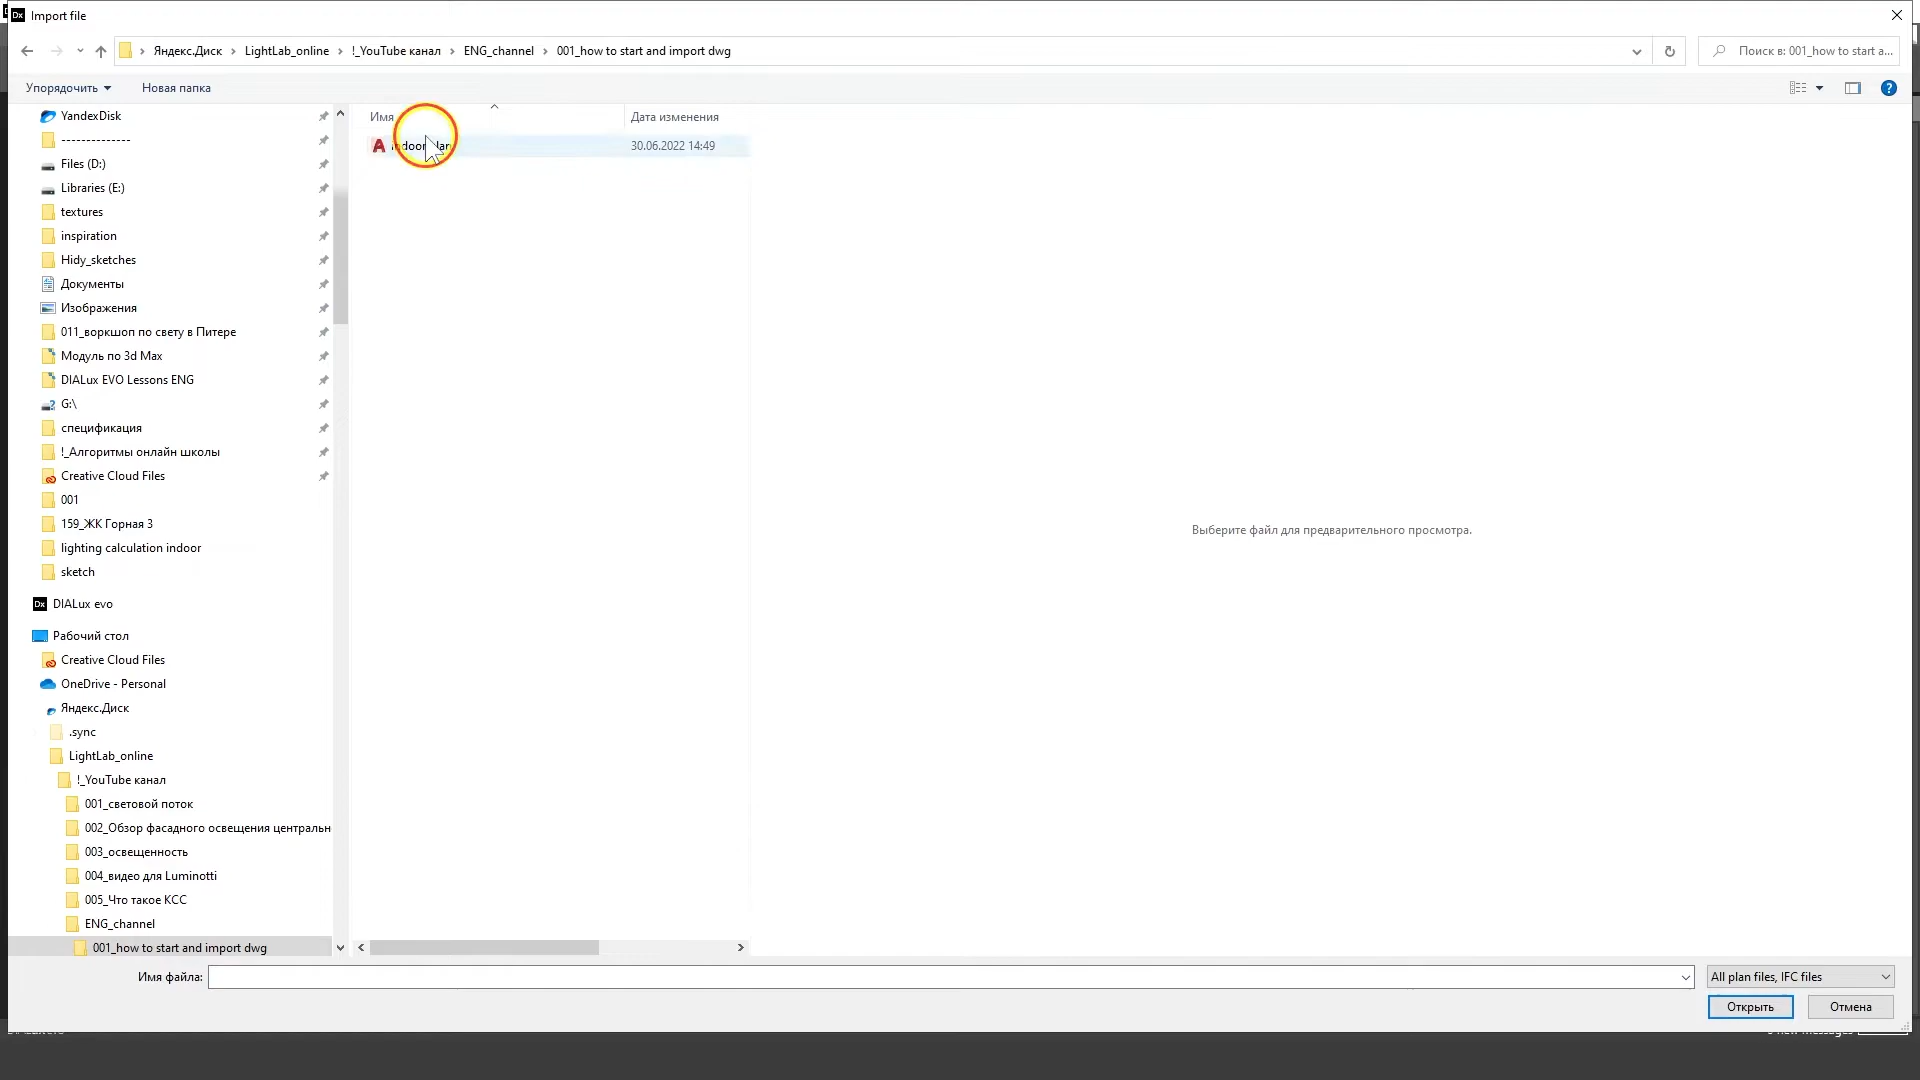 Dx Import file
Яндекс.Диск LightLab_online !_YouTube канал ENG_channel 001_how to start and import dwg
Поиск в: 001_how to start a...
Упорядочить Новая папка
YandexDisk
--------------
Files (D:)
Libraries (E:)
textures
inspiration
Hidy_sketches
Документы
Изображения
011_воркшоп по свету в Питере
Модуль по 3d Max
DIALux EVO Lessons ENG
G:\
спецификация
!_Алгоритмы онлайн школы
Creative Cloud Files
001
159_ЖК Горная 3
lighting calculation indoor
sketch
Dx DIALux evo
Рабочий стол
Creative Cloud Files
OneDrive - Personal
Яндекс.Диск
.sync
LightLab_online
!_YouTube канал
001_световой поток
002_Обзор фасадного освещения центральн
003_освещенность
004_видео для Luminotti
005_Что такое КСС
ENG_channel
001_how to start and import dwg
Имя Дата изменения
30.06.2022 14:49
Выберите файл для предварительного просмотра.
Имя файла:
All plan files, IFC files
Открыть Отмена